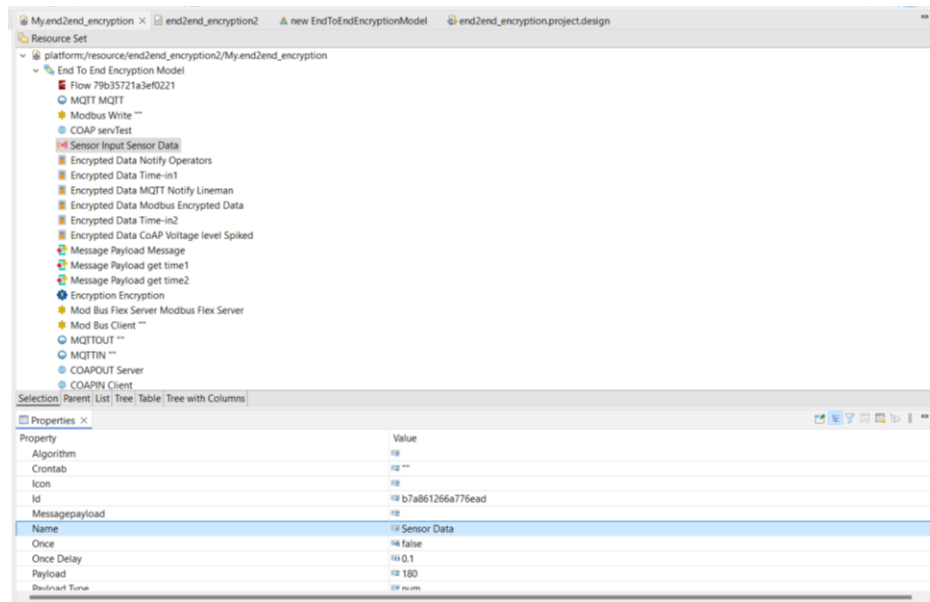 My.end2end_encryption end2end_encryption2 new EndToEndEncryptionModel end2end_encryption.project.design
Resource Set
platform:/resource/end2end_encryption2/My.end2end_encryption
End To End Encryption Model
Flow 79b35721a3ef0221
MQTT MQTT
Modbus Write ""
COAP servTest
Sensor Input Sensor Data
Encrypted Data Notify Operators
Encrypted Data Time-in1
Encrypted Data MQTT Notify Lineman
Encrypted Data Modbus Encrypted Data
Encrypted Data Time-in2
Encrypted Data CoAP Voltage level Spiked
Message Payload Message
Message Payload get time1
Message Payload get time2
Encryption Encryption
Mod Bus Flex Server Modbus Flex Server
Mod Bus Client ""
MQTTOUT ""
MQTTIN ""
COAPOUT Server
COAPIN Client
Selection Parent List Tree Table Tree with Columns
Properties
Property Value
Algorithm
Crontab ""
Icon
Id b7a861266a776ead
Messagepayload
Name Sensor Data
Once false
Once Delay 0.1
Payload 180
Payload Type num